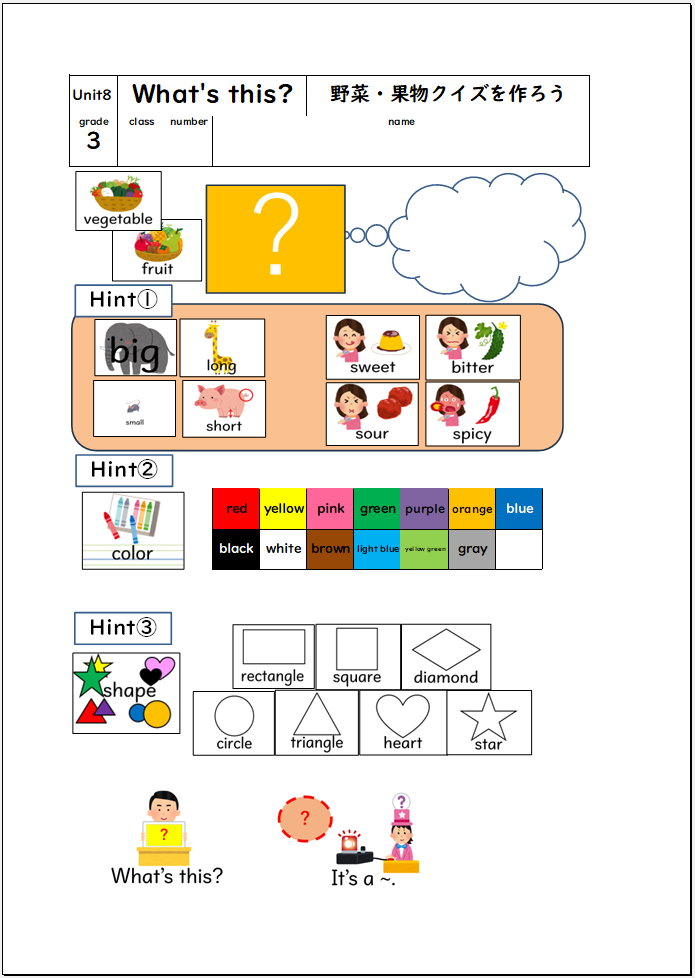 Unit8 What's this? 野菜・果物クイズを作ろう
grade class number name
3
vegetable
fruit
?
Hint①
big long sweet bitter
small short sour spicy
Hint②
color
red yellow pink green purple orange blue
black white brown light blue yellow green gray
Hint③
shape
rectangle square diamond
circle triangle heart star
? ? ?
What's this? It's a ~.